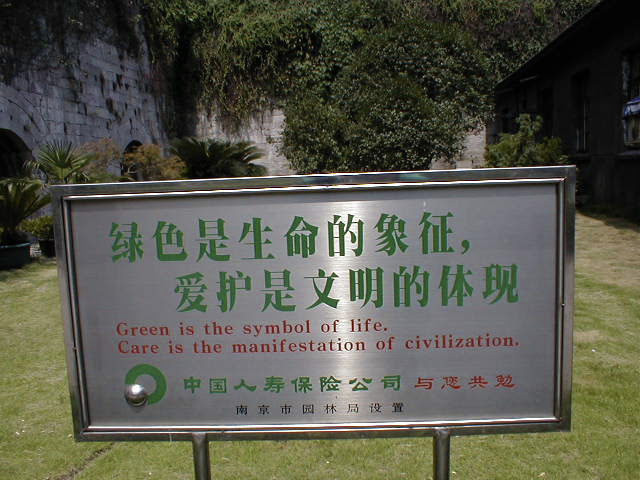 绿色是生命的象征，
爱护是文明的体现
Green is the symbol of life.
Care is the manifestation of civilization.
中国人寿保险公司 与您共勉
南京市园林局设置